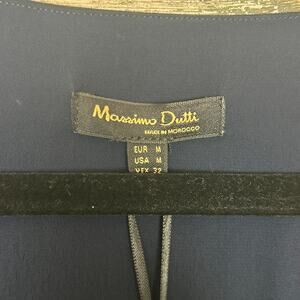 Massimo Dutti
MADE IN MOROCCO
EUR M
USA M
MEX 32